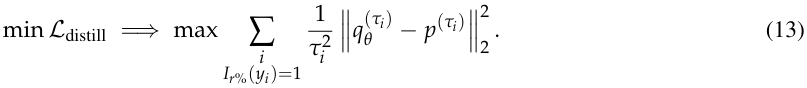 min ℒ_distill ⟹ max ∑_{i, I_{r%}(y_i)=1} 1/τ_i^2 ‖q_θ^{(τ_i)} − p^{(τ_i)}‖_2^2. (13)